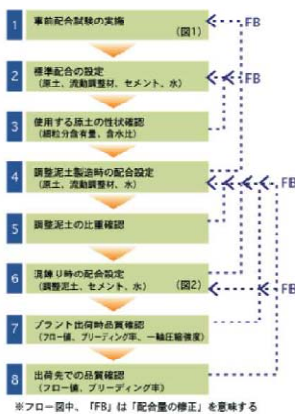 1 事前配合試験の実施
(図1)
FB
2 標準配合の設定
(原土、流動調整材、セメント、水)
FB
3 使用する原土の性状確認
(細粒分含有量、含水比)
4 調整泥土製造時の配合設定
(原土、流動調整材、水)
FB
5 調整泥土の比重確認
6 混練り時の配合設定
(調整泥土、セメント、水) (図2)
FB
7 プラント出荷時品質確認
(フロー値、ブリーディング率、一軸圧縮強度)
8 出荷先での品質確認
(フロー値、ブリーディング率)
※フロー図中、「FB」は「配合量の修正」を意味する